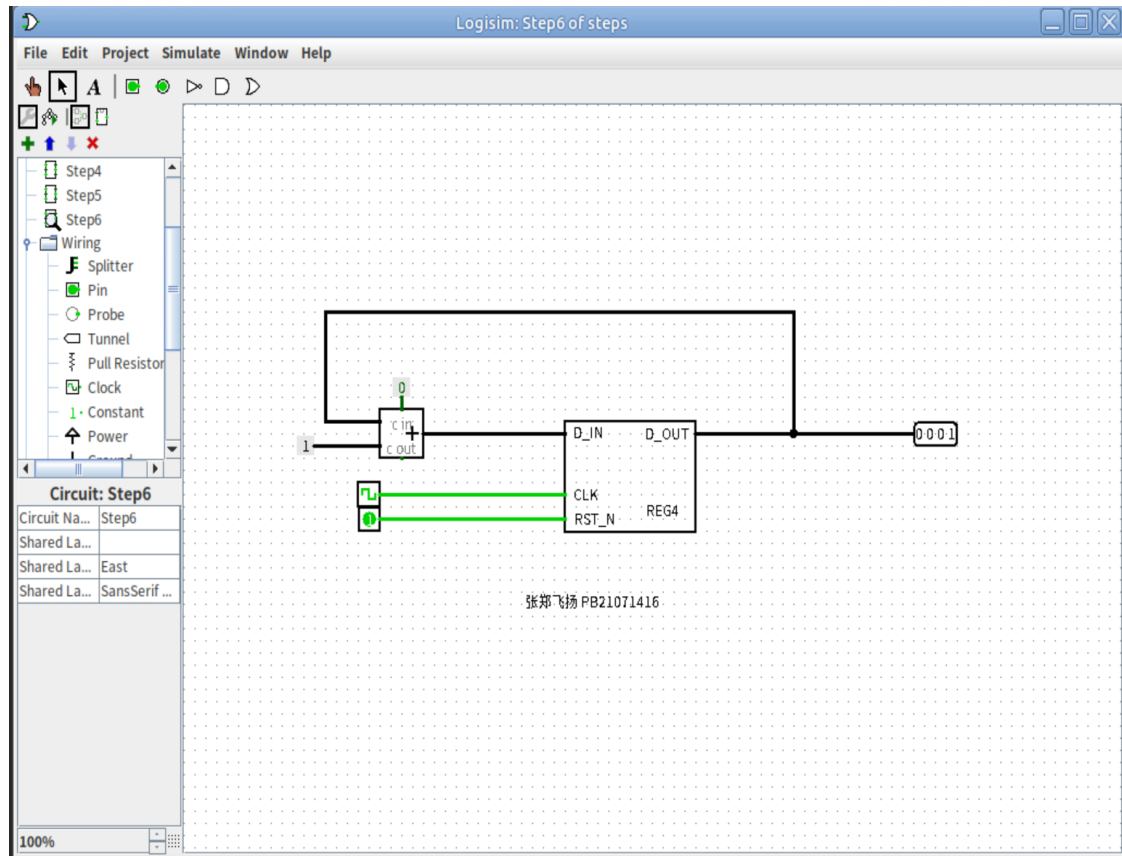 Logisim: Step6 of steps
File Edit Project Simulate Window Help
A
Step4
Step5
Step6
Wiring
Splitter
Pin
Probe
Tunnel
Pull Resistor
Clock
1 Constant
Power
Circuit: Step6
Circuit Na... Step6
Shared La...
Shared La... East
Shared La... SansSerif ...
100%
0
c in
+
c out
1
D_IN D_OUT
CLK
RST_N
REG4
1
0001
张郑飞扬 PB21071416